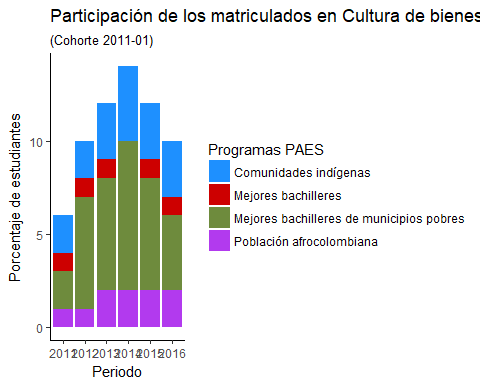 Participación de los matriculados en Cultura de bienes
(Cohorte 2011-01)
Porcentaje de estudiantes
10
5
0
2011 2012 2013 2014 2015 2016
Periodo
Programas PAES
Comunidades indígenas
Mejores bachilleres
Mejores bachilleres de municipios pobres
Población afrocolombiana